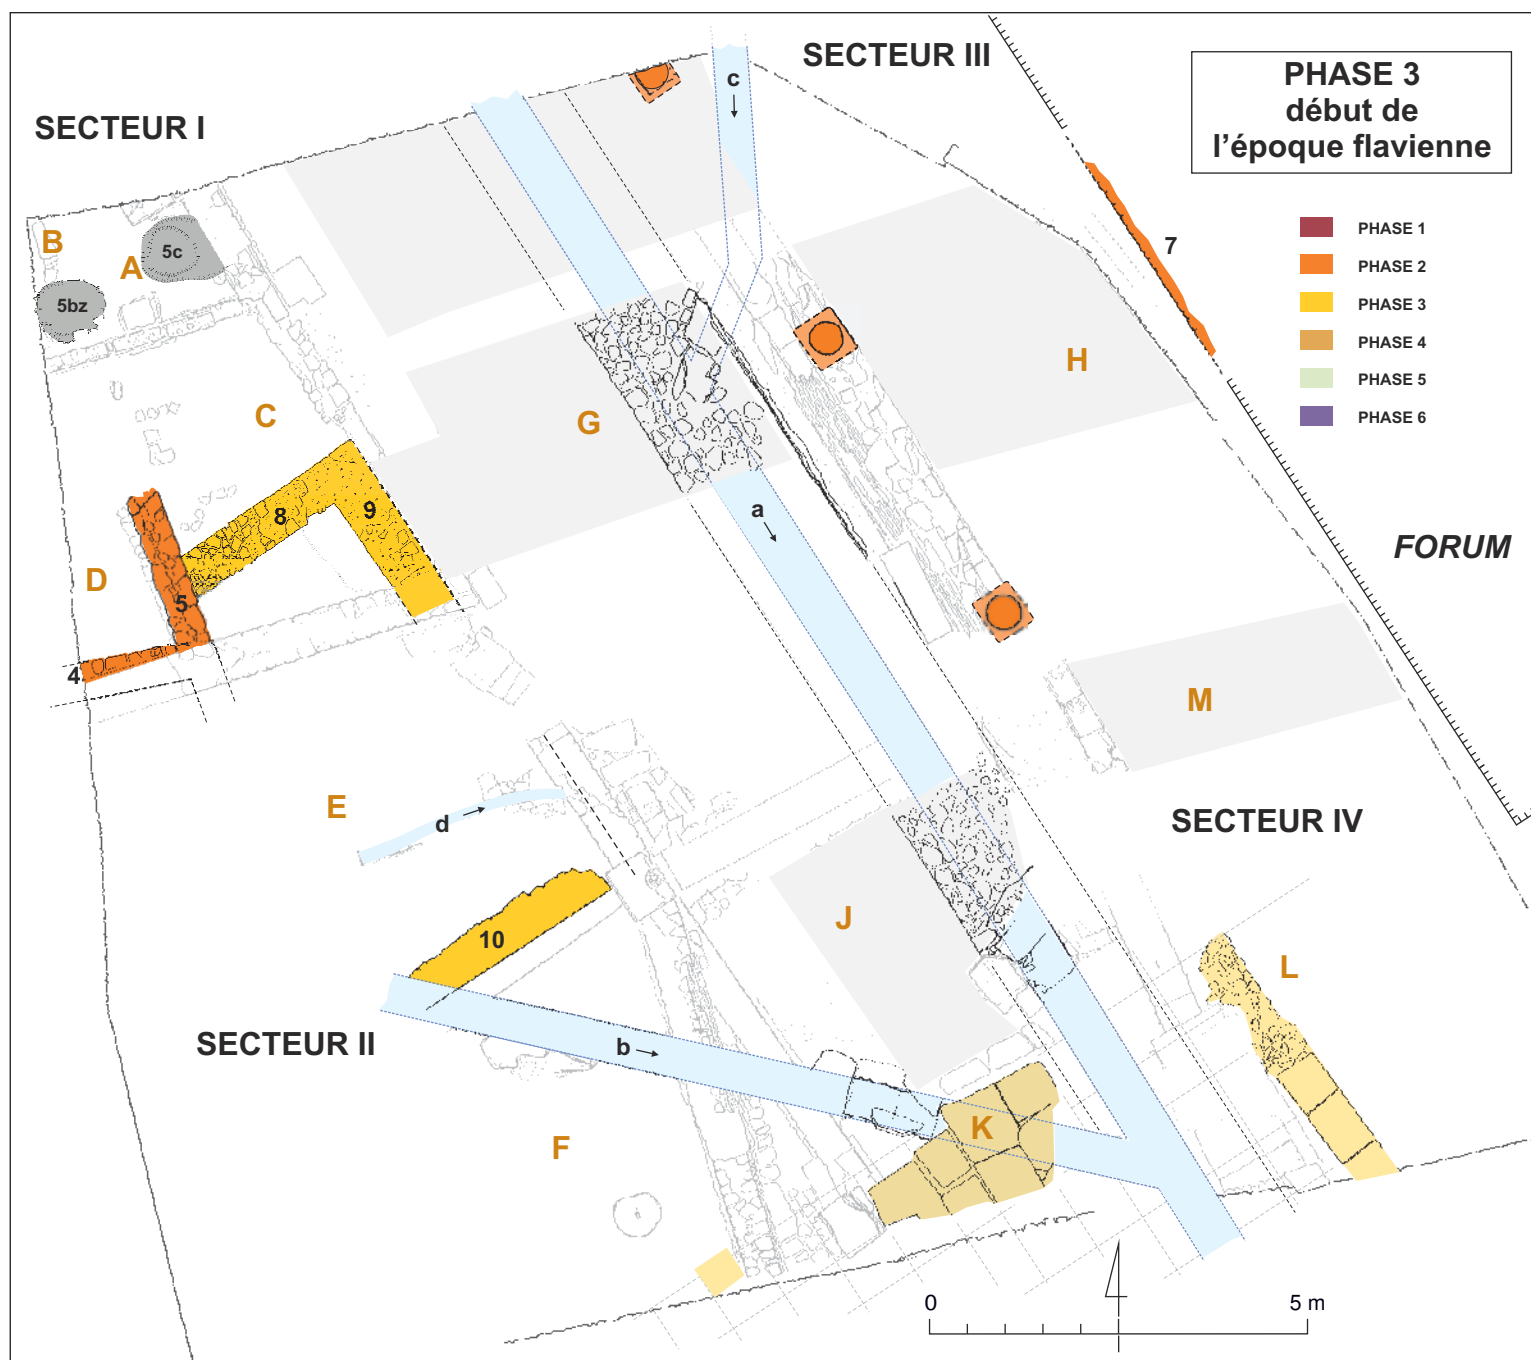 SECTEUR III
PHASE 3
début de
l'époque flavienne
SECTEUR I
c
B
A
5c
5bz
7
PHASE 1
PHASE 2
PHASE 3
PHASE 4
PHASE 5
PHASE 6
H
C
G
8
9
a
FORUM
D
5
4
M
E
d
SECTEUR IV
10
J
L
SECTEUR II
b
K
F
0
5 m